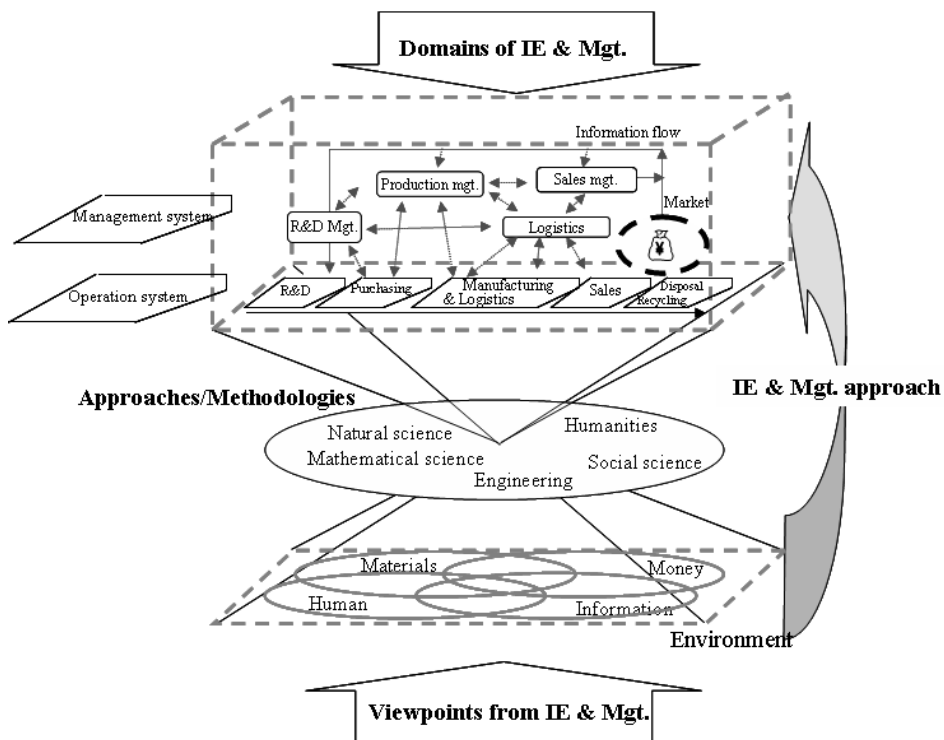 Domains of IE & Mgt.
Information flow
Production mgt.
Sales mgt.
Management system
Market
R&D Mgt.
Logistics
¥
Operation system
R&D
Purchasing
Manufacturing
& Logistics
Sales
Disposal
Recycling
Approaches/Methodologies
IE & Mgt. approach
Natural science
Humanities
Mathematical science
Social science
Engineering
Materials
Money
Human
Information
Environment
Viewpoints from IE & Mgt.